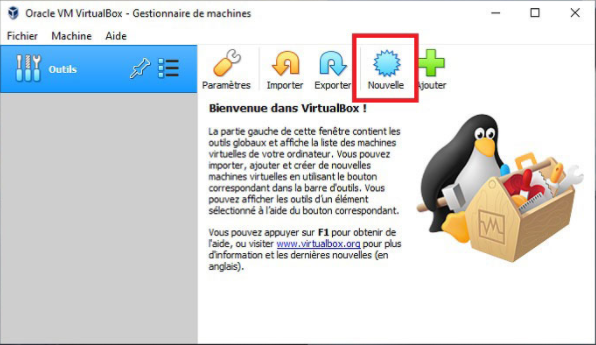 Oracle VM VirtualBox - Gestionnaire de machines
Fichier Machine Aide
Outils
Paramètres Importer Exporter Nouvelle Ajouter
Bienvenue dans VirtualBox !
La partie gauche de cette fenêtre contient les
outils globaux et affiche la liste des machines
virtuelles de votre ordinateur. Vous pouvez
importer, ajouter et créer de nouvelles
machines virtuelles en utilisant le bouton
correspondant dans la barre d'outils. Vous
pouvez afficher les outils d'un élément
sélectionné à l'aide du bouton correspondant.
Vous pouvez appuyer sur F1 pour obtenir de
l'aide, ou visiter www.virtualbox.org pour plus
d'information et les dernières nouvelles (en
anglais).